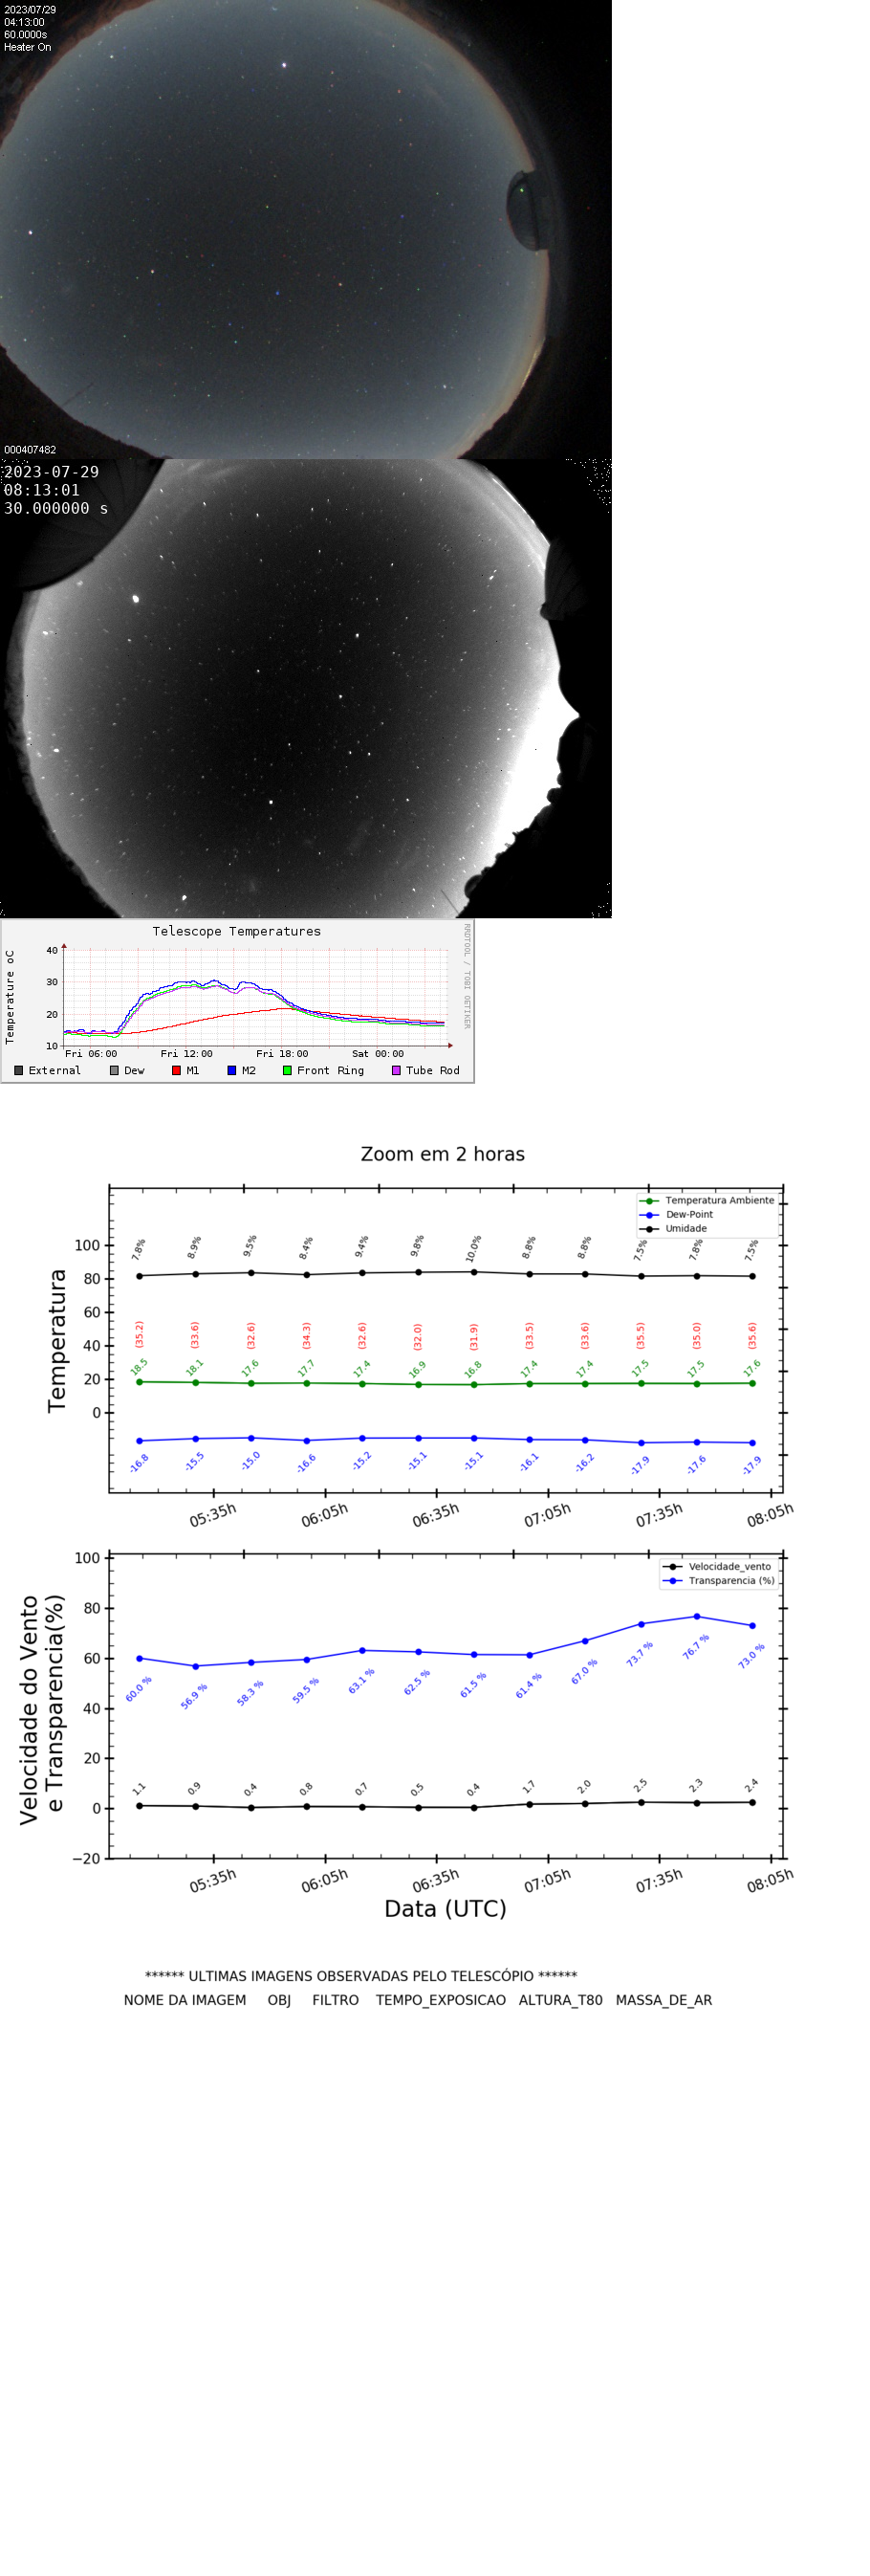 2023/07/29
04:13:00
60.0000s
Heater On
000407482
2023-07-29
08:13:01
30.000000 s
Telescope Temperatures
RRDTOOL / TOBI OETIKER
Temperature oC
40
30
20
10
Fri 06:00 Fri 12:00 Fri 18:00 Sat 00:00
External Dew M1 M2 Front Ring Tube Rod
Zoom em 2 horas
Temperatura Ambiente
Dew-Point
Umidade
Temperatura
100
80
60
40
20
0
7.8% 8.9% 9.5% 8.4% 9.4% 9.8% 10.0% 8.8% 8.8% 7.5% 7.8% 7.5%
(35.2) (33.6) (32.6) (34.3) (32.6) (32.0) (31.9) (33.5) (33.6) (35.5) (35.0) (35.6)
18.5 18.1 17.6 17.7 17.4 16.9 16.8 17.4 17.4 17.5 17.5 17.6
-16.8 -15.5 -15.0 -16.6 -15.2 -15.1 -15.1 -16.1 -16.2 -17.9 -17.6 -17.9
05:35h 06:05h 06:35h 07:05h 07:35h 08:05h
Velocidade_vento
Transparencia (%)
Velocidade do Vento
e Transparencia(%)
100
80
60
40
20
0
−20
60.0 % 56.9 % 58.3 % 59.5 % 63.1 % 62.5 % 61.5 % 61.4 % 67.0 % 73.7 % 76.7 % 73.0 %
1.1 0.9 0.4 0.8 0.7 0.5 0.4 1.7 2.0 2.5 2.3 2.4
05:35h 06:05h 06:35h 07:05h 07:35h 08:05h
Data (UTC)
****** ULTIMAS IMAGENS OBSERVADAS PELO TELESCÓPIO ******
NOME DA IMAGEM OBJ FILTRO TEMPO_EXPOSICAO ALTURA_T80 MASSA_DE_AR